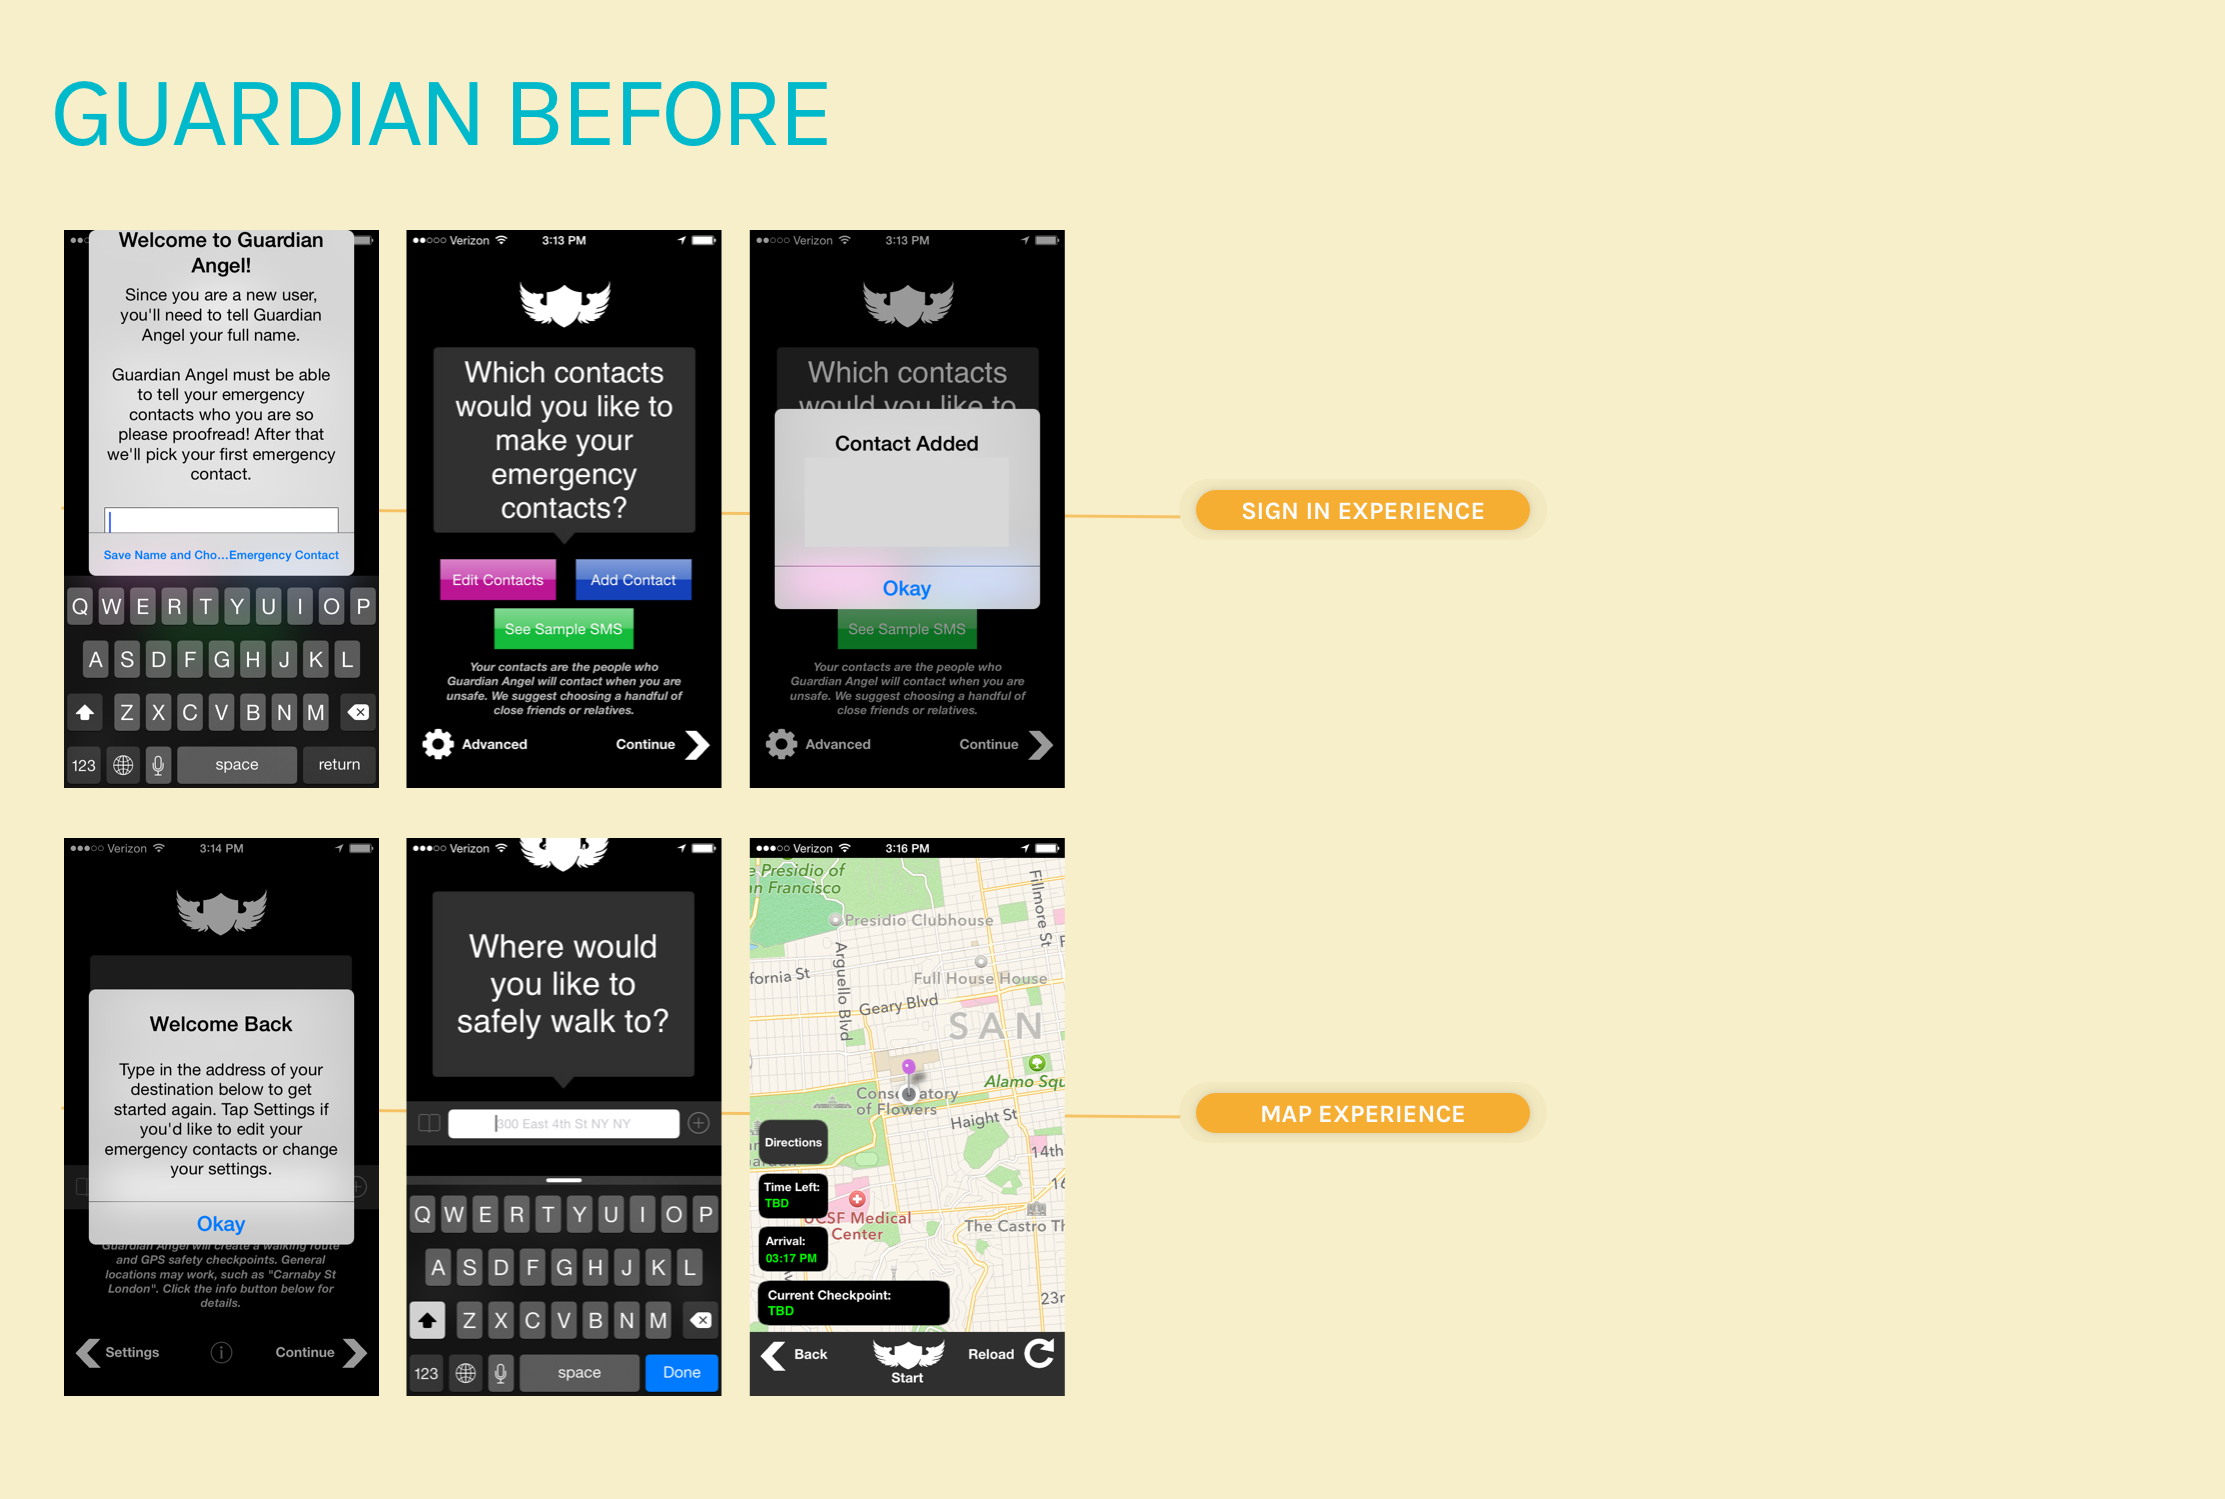 GUARDIAN BEFORE
Welcome to Guardian
Angel!
Since you are a new user,
you'll need to tell Guardian
Angel your full name.
Guardian Angel must be able
to tell your emergency
contacts who you are so
please proofread! After that
we'll pick your first emergency
contact.
Save Name and Cho...Emergency Contact
Q W E R T Y U I O P
A S D F G H J K L
Z X C V B N M
123 space return
Verizon 3:13 PM
Which contacts
would you like to
make your
emergency
contacts?
Edit Contacts Add Contact
See Sample SMS
Your contacts are the people who
Guardian Angel will contact when you are
unsafe. We suggest choosing a handful of
close friends or relatives.
Advanced Continue
Verizon 3:13 PM
Which contacts
would you like to
Contact Added
Okay
See Sample SMS
Your contacts are the people who
Guardian Angel will contact when you are
unsafe. We suggest choosing a handful of
close friends or relatives.
Advanced Continue
SIGN IN EXPERIENCE
Verizon 3:14 PM
Welcome Back
Type in the address of your
destination below to get
started again. Tap Settings if
you'd like to edit your
emergency contacts or change
your settings.
Okay
Guardian Angel will create a walking route
and GPS safety checkpoints. General
locations may work, such as "Carnaby St
London". Click the info button below for
details.
Settings i Continue
Verizon
Where would
you like to
safely walk to?
300 East 4th St NY NY
Q W E R T Y U I O P
A S D F G H J K L
Z X C V B N M
123 space Done
Verizon 3:16 PM
e Presidio of
an Francisco
Fillmore St
Presidio Clubhouse
Arguello Blvd
fornia St
Full House House
Geary Blvd
SAN
Alamo Squ
Conservatory
of Flowers
Haight St
Directions
14th
Time Left:
TBD
16
UCSF Medical
Center
The Castro Th
Arrival:
03:17 PM
Current Checkpoint:
TBD
23r
Back Start Reload
MAP EXPERIENCE